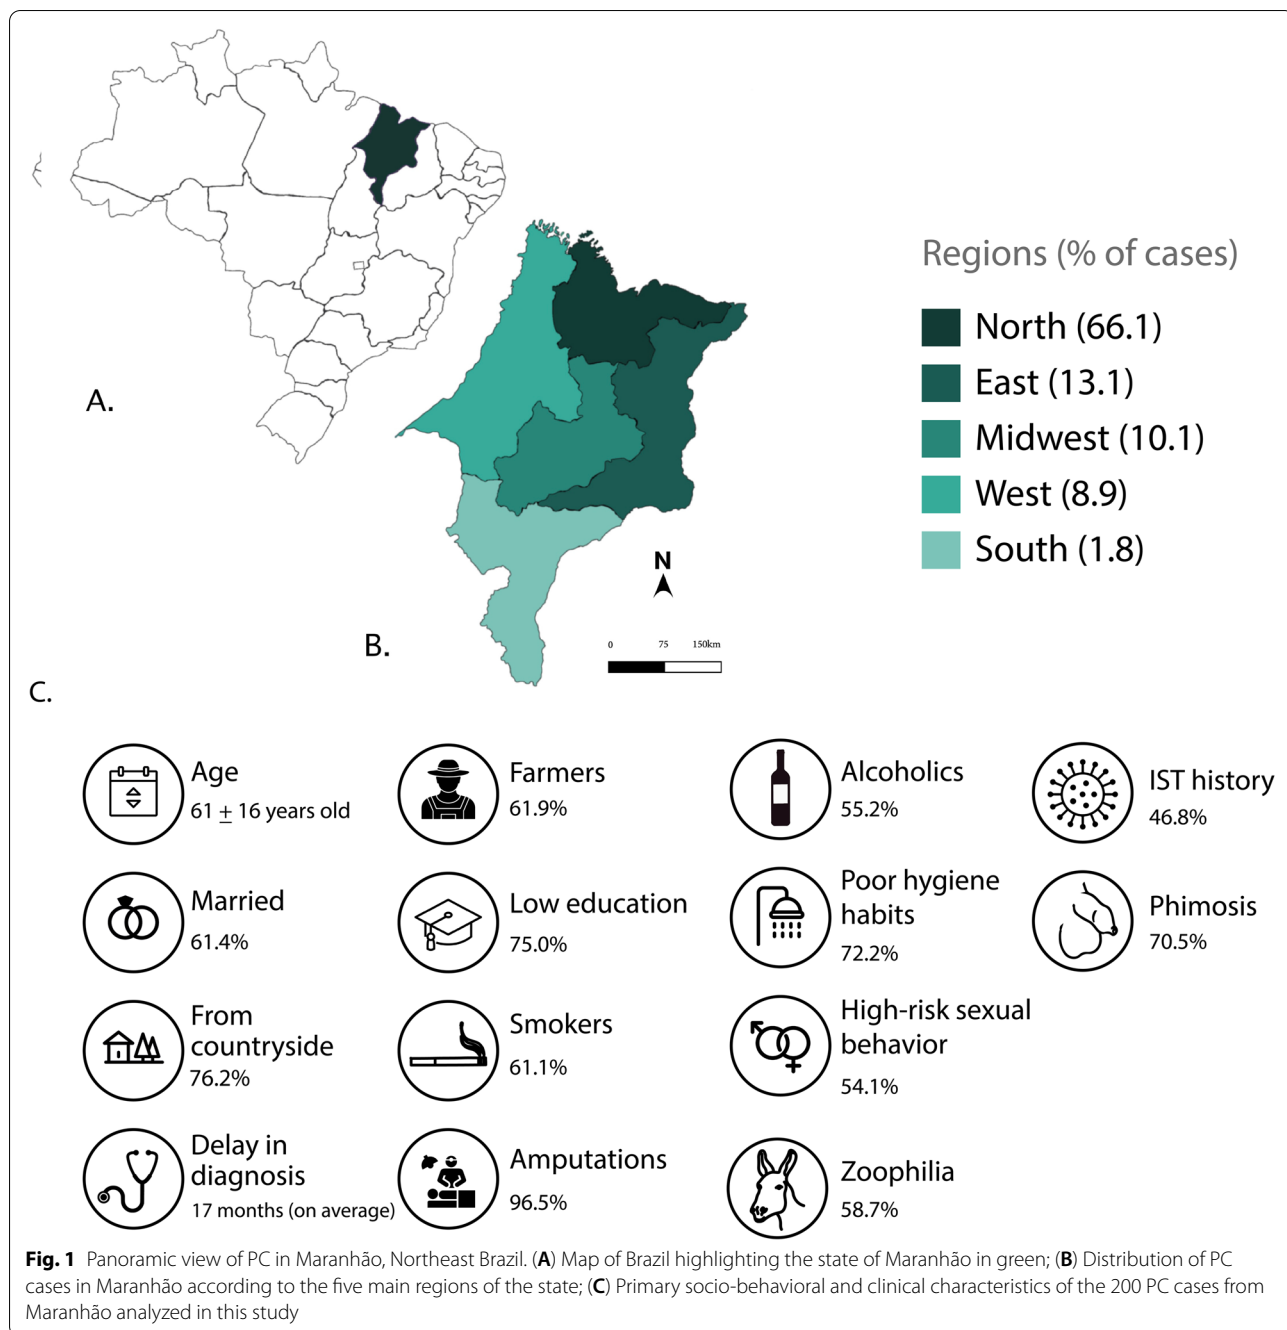 Regions (% of cases)
North (66.1)
East (13.1)
Midwest (10.1)
West (8.9)
South (1.8)
A.
N
0 75 150km
B.
C.
Age
61 ± 16 years old
Farmers
61.9%
Alcoholics
55.2%
IST history
46.8%
Married
61.4%
Low education
75.0%
Poor hygiene
habits
72.2%
Phimosis
70.5%
From
countryside
76.2%
Smokers
61.1%
High-risk sexual
behavior
54.1%
Delay in
diagnosis
17 months (on average)
Amputations
96.5%
Zoophilia
58.7%
Fig. 1 Panoramic view of PC in Maranhão, Northeast Brazil. (A) Map of Brazil highlighting the state of Maranhão in green; (B) Distribution of PC
cases in Maranhão according to the five main regions of the state; (C) Primary socio-behavioral and clinical characteristics of the 200 PC cases from
Maranhão analyzed in this study